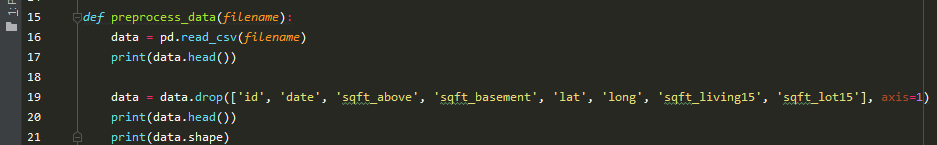 15 def preprocess_data(filename):
16     data = pd.read_csv(filename)
17     print(data.head())
18
19     data = data.drop(['id', 'date', 'sqft_above', 'sqft_basement', 'lat', 'long', 'sqft_living15', 'sqft_lot15'], axis=1)
20     print(data.head())
21     print(data.shape)